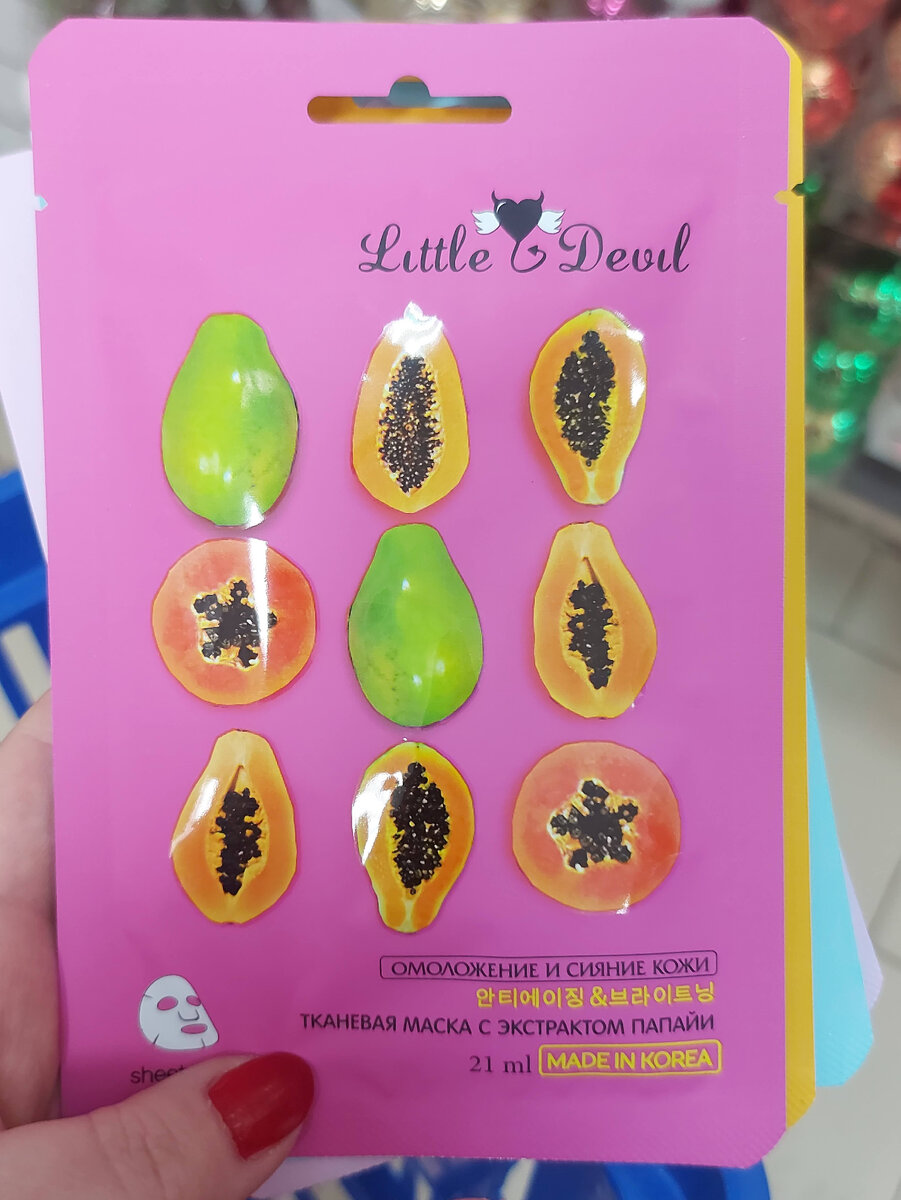 Little Devil
ОМОЛОЖЕНИЕ И СИЯНИЕ КОЖИ
안티에이징 &브라이트닝
ТКАНЕВАЯ МАСКА С ЭКСТРАКТОМ ПАПАЙИ
21 ml MADE IN KOREA